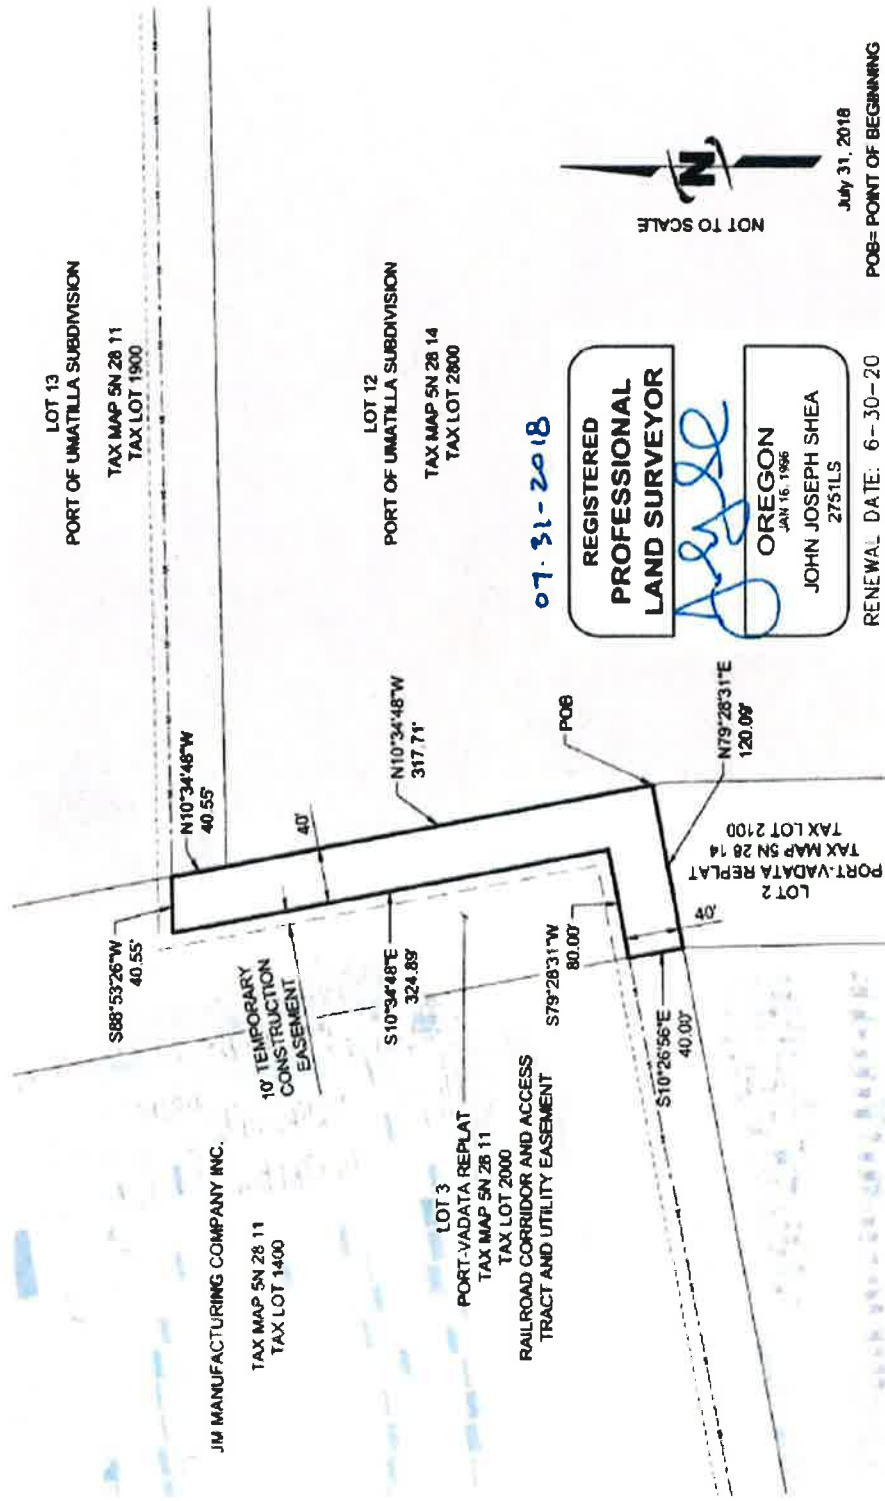 LOT 13
PORT OF UMATILLA SUBDIVISION
TAX MAP 5N 28 11
TAX LOT 1900
LOT 12
PORT OF UMATILLA SUBDIVISION
TAX MAP 5N 28 14
TAX LOT 2800
S88°53'26"W
40.55'
N10°34'48"W
40.55'
40'
N10°34'48"W
317.71'
10' TEMPORARY
CONSTRUCTION
EASEMENT
S10°34'48"E
324.89'
JM MANUFACTURING COMPANY INC.
TAX MAP 5N 28 11
TAX LOT 1400
LOT 3
PORT-VADATA REPLAT
TAX MAP 5N 28 11
TAX LOT 2000
RAILROAD CORRIDOR AND ACCESS
TRACT AND UTILITY EASEMENT
S79°28'31"W
80.00'
40'
S10°26'56"E
40.00'
POB
N79°28'31"E
120.09'
LOT 2
PORT-VADATA REPLAT
TAX MAP 5N 28 14
TAX LOT 2100
07-31-2018
REGISTERED
PROFESSIONAL
LAND SURVEYOR
OREGON
JAN 16, 1996
JOHN JOSEPH SHEA
2751LS
RENEWAL DATE: 6-30-20
NOT TO SCALE
N
July 31, 2018
POB= POINT OF BEGINNING